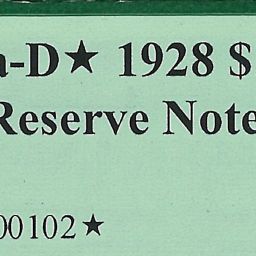 a-D★ 1928 $
Reserve Note
00102★